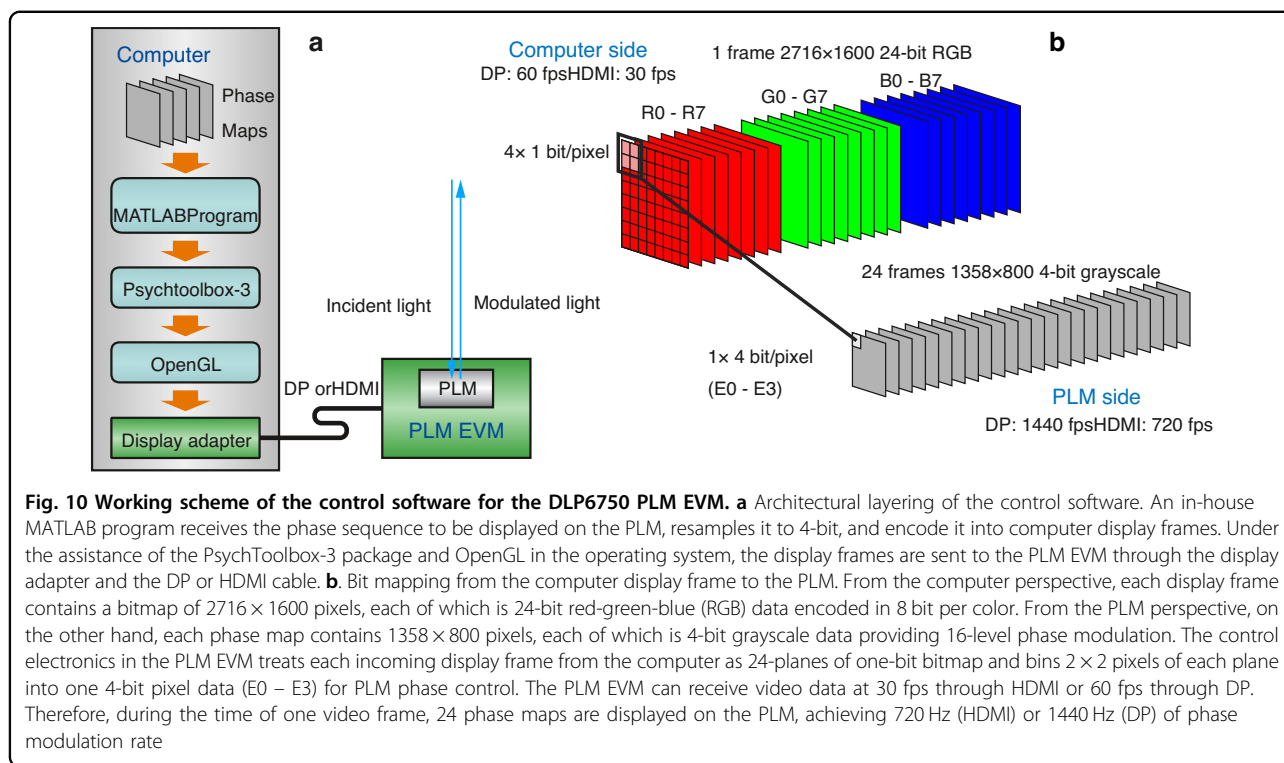 a
Computer
Phase
Maps
MATLABProgram
Psychtoolbox-3
OpenGL
Display adapter
DP orHDMI
Incident light
Modulated light
PLM
PLM EVM
b
Computer side
DP: 60 fpsHDMI: 30 fps
1 frame 2716×1600 24-bit RGB
R0 - R7
G0 - G7
B0 - B7
4× 1 bit/pixel
24 frames 1358×800 4-bit grayscale
1× 4 bit/pixel
(E0 - E3)
PLM side
DP: 1440 fpsHDMI: 720 fps
Fig. 10 Working scheme of the control software for the DLP6750 PLM EVM. a Architectural layering of the control software. An in-house
MATLAB program receives the phase sequence to be displayed on the PLM, resamples it to 4-bit, and encode it into computer display frames. Under
the assistance of the PsychToolbox-3 package and OpenGL in the operating system, the display frames are sent to the PLM EVM through the display
adapter and the DP or HDMI cable. b. Bit mapping from the computer display frame to the PLM. From the computer perspective, each display frame
contains a bitmap of 2716 × 1600 pixels, each of which is 24-bit red-green-blue (RGB) data encoded in 8 bit per color. From the PLM perspective, on
the other hand, each phase map contains 1358 × 800 pixels, each of which is 4-bit grayscale data providing 16-level phase modulation. The control
electronics in the PLM EVM treats each incoming display frame from the computer as 24-planes of one-bit bitmap and bins 2 × 2 pixels of each plane
into one 4-bit pixel data (E0 – E3) for PLM phase control. The PLM EVM can receive video data at 30 fps through HDMI or 60 fps through DP.
Therefore, during the time of one video frame, 24 phase maps are displayed on the PLM, achieving 720 Hz (HDMI) or 1440 Hz (DP) of phase
modulation rate